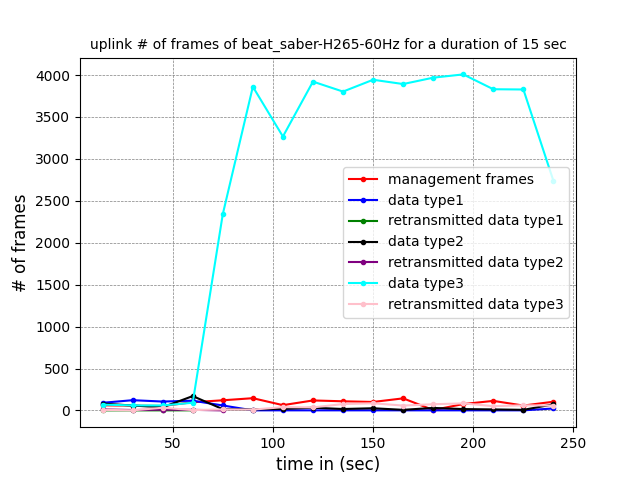 uplink # of frames of beat_saber-H265-60Hz for a duration of 15 sec
# of frames
4000
3500
3000
2500
2000
1500
1000
500
0
management frames
data type1
retransmitted data type1
data type2
retransmitted data type2
data type3
retransmitted data type3
50
100
150
200
250
time in (sec)